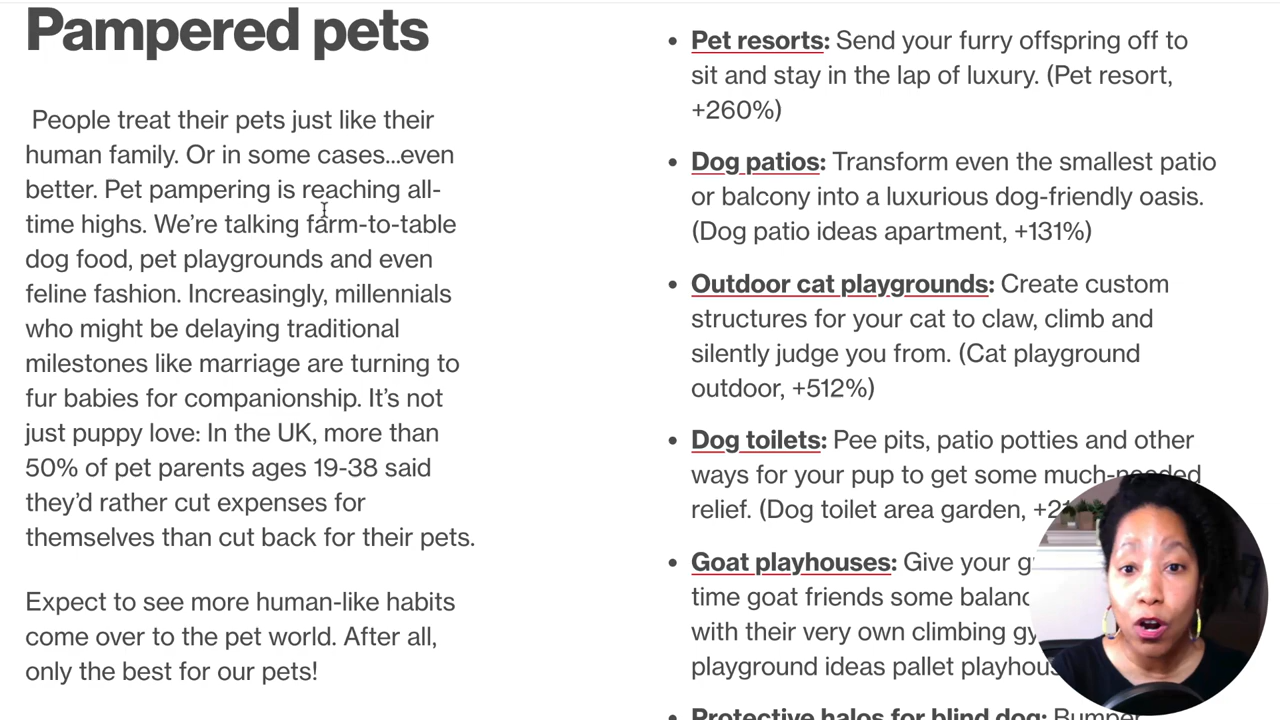 Pampered pets
People treat their pets just like their
human family. Or in some cases...even
better. Pet pampering is reaching all-
time highs. We’re talking farm-to-table
dog food, pet playgrounds and even
feline fashion. Increasingly, millennials
who might be delaying traditional
milestones like marriage are turning to
fur babies for companionship. It’s not
just puppy love: In the UK, more than
50% of pet parents ages 19-38 said
they’d rather cut expenses for
themselves than cut back for their pets.
Expect to see more human-like habits
come over to the pet world. After all,
only the best for our pets!
• Pet resorts: Send your furry offspring off to
sit and stay in the lap of luxury. (Pet resort,
+260%)
• Dog patios: Transform even the smallest patio
or balcony into a luxurious dog-friendly oasis.
(Dog patio ideas apartment, +131%)
• Outdoor cat playgrounds: Create custom
structures for your cat to claw, climb and
silently judge you from. (Cat playground
outdoor, +512%)
• Dog toilets: Pee pits, patio potties and other
ways for your pup to get some much-needed
relief. (Dog toilet area garden,
• Goat playhouses: Give your
time goat friends some
with their very own climbing
playground ideas pallet
• Protective halos for blind dog: Bumper